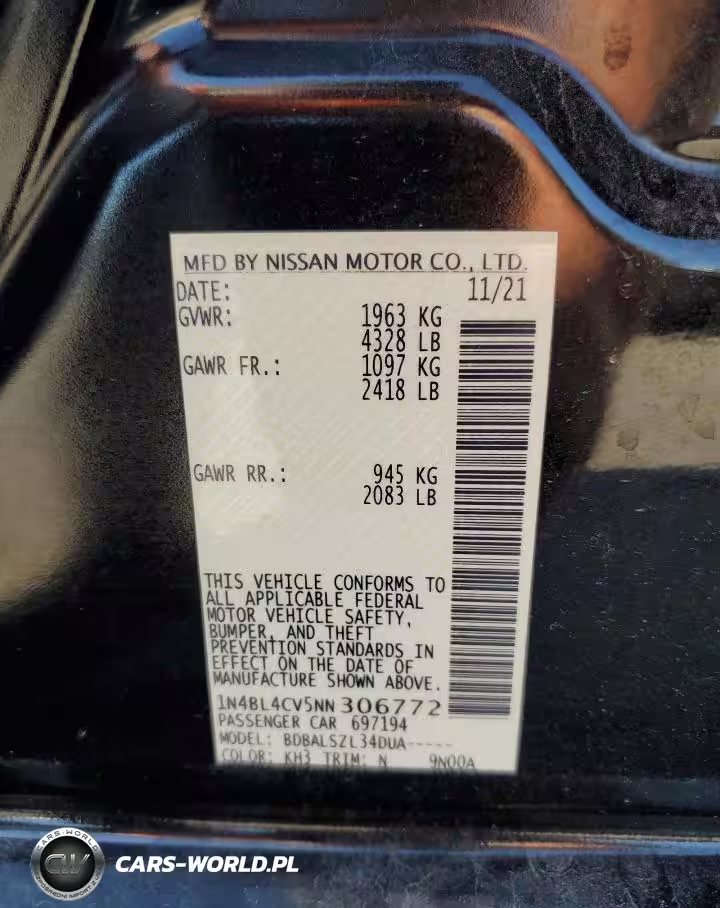 MFD BY NISSAN MOTOR CO., LTD.
DATE: 11/21
GVWR: 1963 KG
4328 LB
GAWR FR.: 1097 KG
2418 LB
GAWR RR.: 945 KG
2083 LB
THIS VEHICLE CONFORMS TO
ALL APPLICABLE FEDERAL
MOTOR VEHICLE SAFETY,
BUMPER, AND THEFT
PREVENTION STANDARDS IN
EFFECT ON THE DATE OF
MANUFACTURE SHOWN ABOVE.
1N4BL4CV5NN306772
PASSENGER CAR 697194
MODEL: BDBALSZL34DUA-----
COLOR: KH3 TRIM: N 9N00A
CARS-WORLD
CW
CARS-WORLD.PL